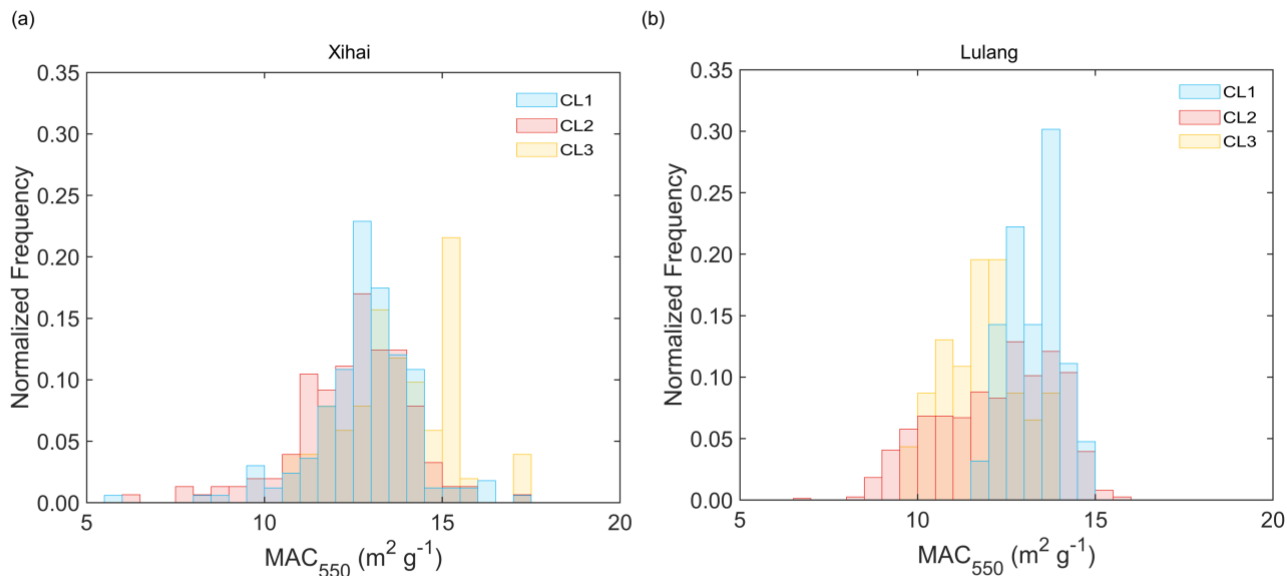 (a)
Xihai
0.35
0.30
0.25
0.20
0.15
0.10
0.05
0.00
Normalized Frequency
CL1
CL2
CL3
5 10 15 20
MAC550 (m2 g-1)
(b)
Lulang
0.35
0.30
0.25
0.20
0.15
0.10
0.05
0.00
Normalized Frequency
CL1
CL2
CL3
5 10 15 20
MAC550 (m2 g-1)